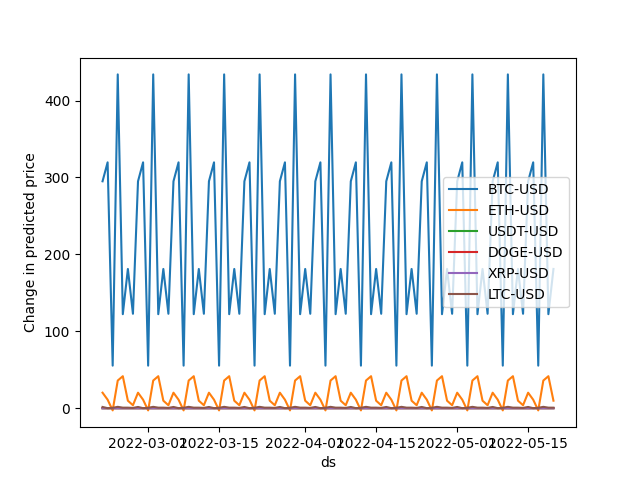 Change in predicted price
400
300
200
100
0
BTC-USD
ETH-USD
USDT-USD
DOGE-USD
XRP-USD
LTC-USD
2022-03-01 2022-03-15 2022-04-01 2022-04-15 2022-05-01 2022-05-15
ds